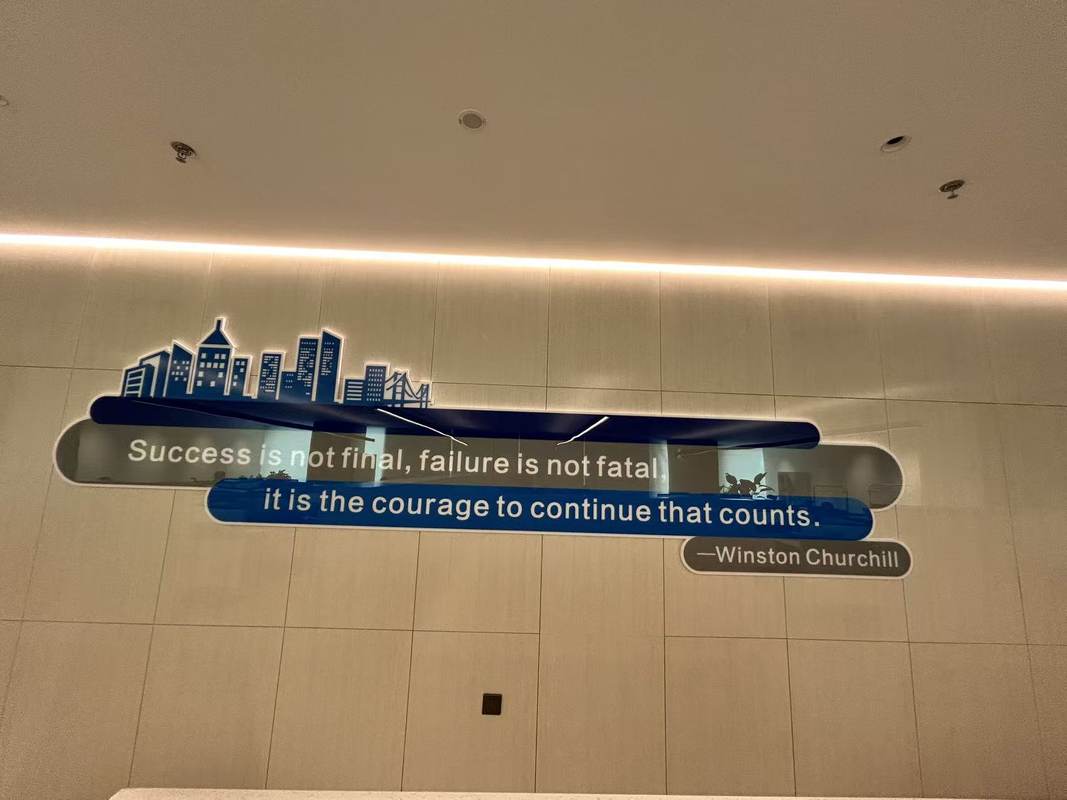 Success is not final, failure is not fatal,
it is the courage to continue that counts.
—Winston Churchill